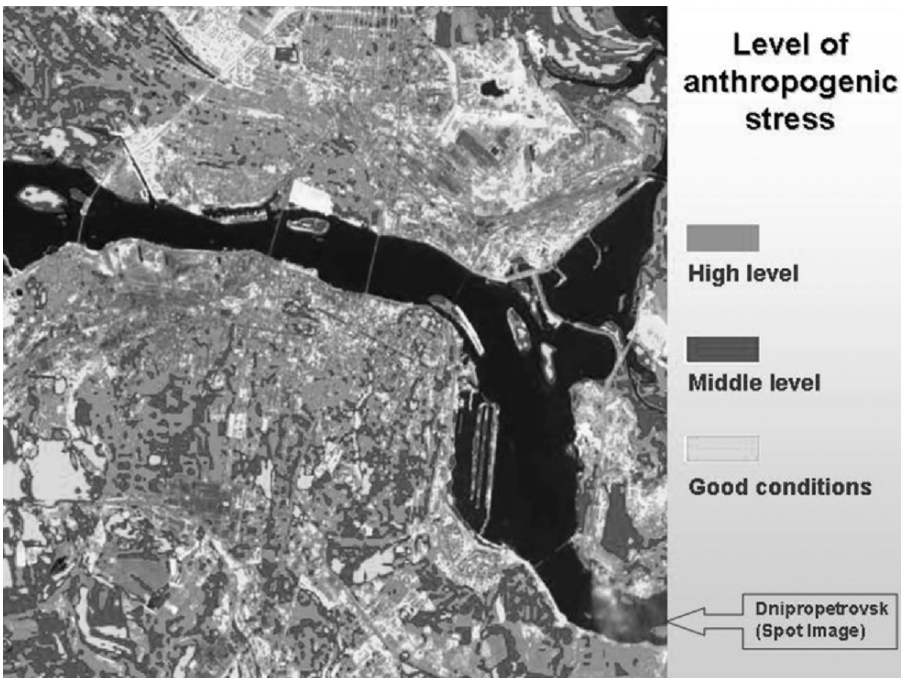 Level of
anthropogenic
stress
High level
Middle level
Good conditions
Dnipropetrovsk
(Spot Image)